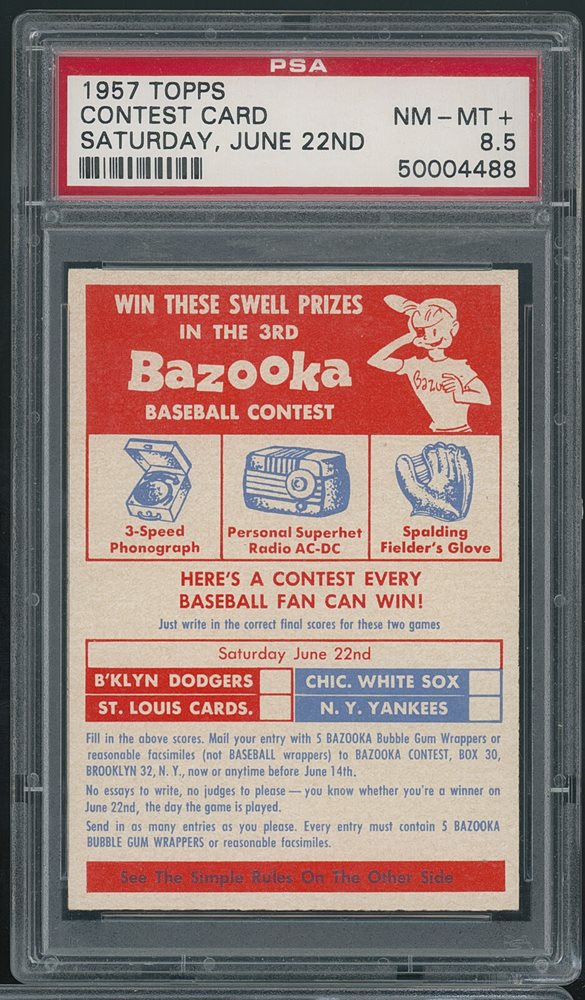 PSA
1957 TOPPS
CONTEST CARD
NM-MT+
SATURDAY, JUNE 22ND
8.5
50004488
WIN THESE SWELL PRIZES
IN THE 3RD
Bazooka
BASEBALL CONTEST
Bazu
3-Speed
Phonograph
Personal Superhet
Radio AC-DC
Spalding
Fielder's Glove
HERE'S A CONTEST EVERY
BASEBALL FAN CAN WIN!
Just write in the correct final scores for these two games
Saturday June 22nd
B'KLYN DODGERS
CHIC. WHITE SOX
ST. LOUIS CARDS.
N. Y. YANKEES
Fill in the above scores. Mail your entry with 5 BAZOOKA Bubble Gum Wrappers or
reasonable facsimiles (not BASEBALL wrappers) to BAZOOKA CONTEST, BOX 30,
BROOKLYN 32, N. Y., now or anytime before June 14th.
No essays to write, no judges to please — you know whether you're a winner on
June 22nd, the day the game is played.
Send in as many entries as you please. Every entry must contain 5 BAZOOKA
BUBBLE GUM WRAPPERS or reasonable facsimiles.
See The Simple Rules On The Other Side